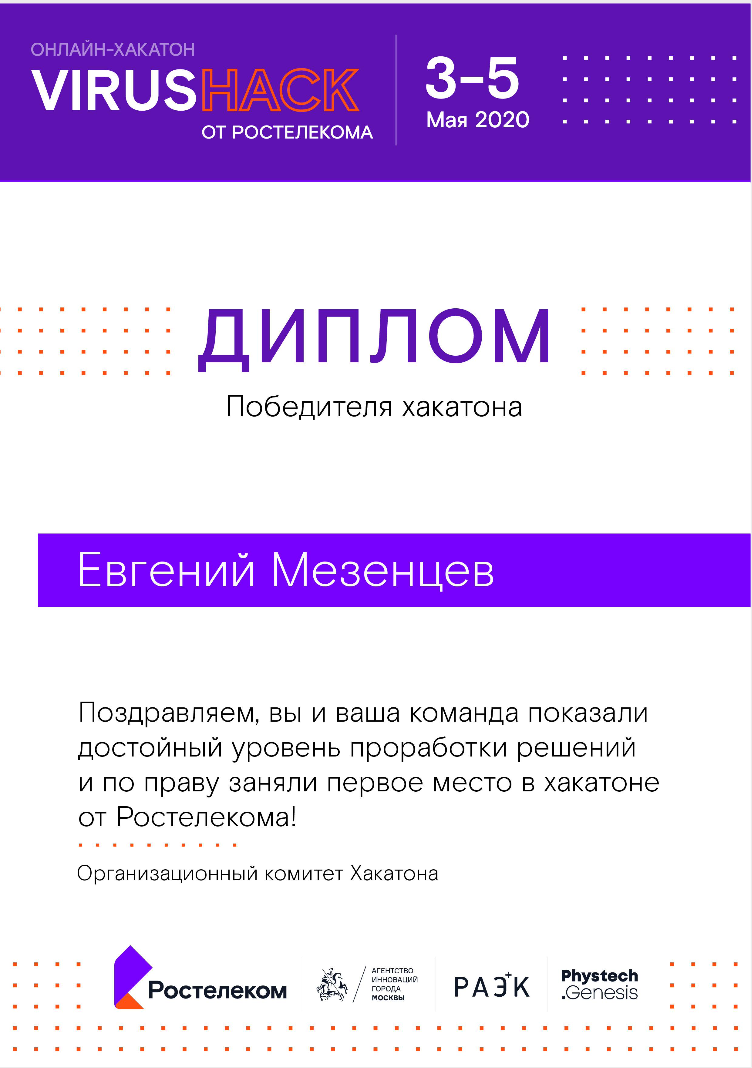 ОНЛАЙН-ХАКАТОН
VIRUSHACK
ОТ РОСТЕЛЕКОМА
3–5
Мая 2020
ДИПЛОМ
Победителя хакатона
Евгений Мезенцев
Поздравляем, вы и ваша команда показали
достойный уровень проработки решений
и по праву заняли первое место в хакатоне
от Ростелекома!
Организационный комитет Хакатона
Ростелеком
АГЕНТСТВО
ИННОВАЦИЙ
ГОРОДА
МОСКВЫ
РАЭК
Phystech
.Genesis